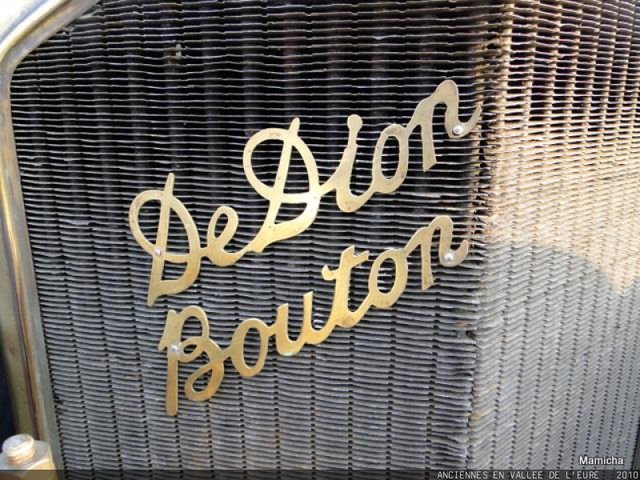 De Dion
Bouton
Mamicha
ANCIENNES EN VALLEE DE L'EURE 2010